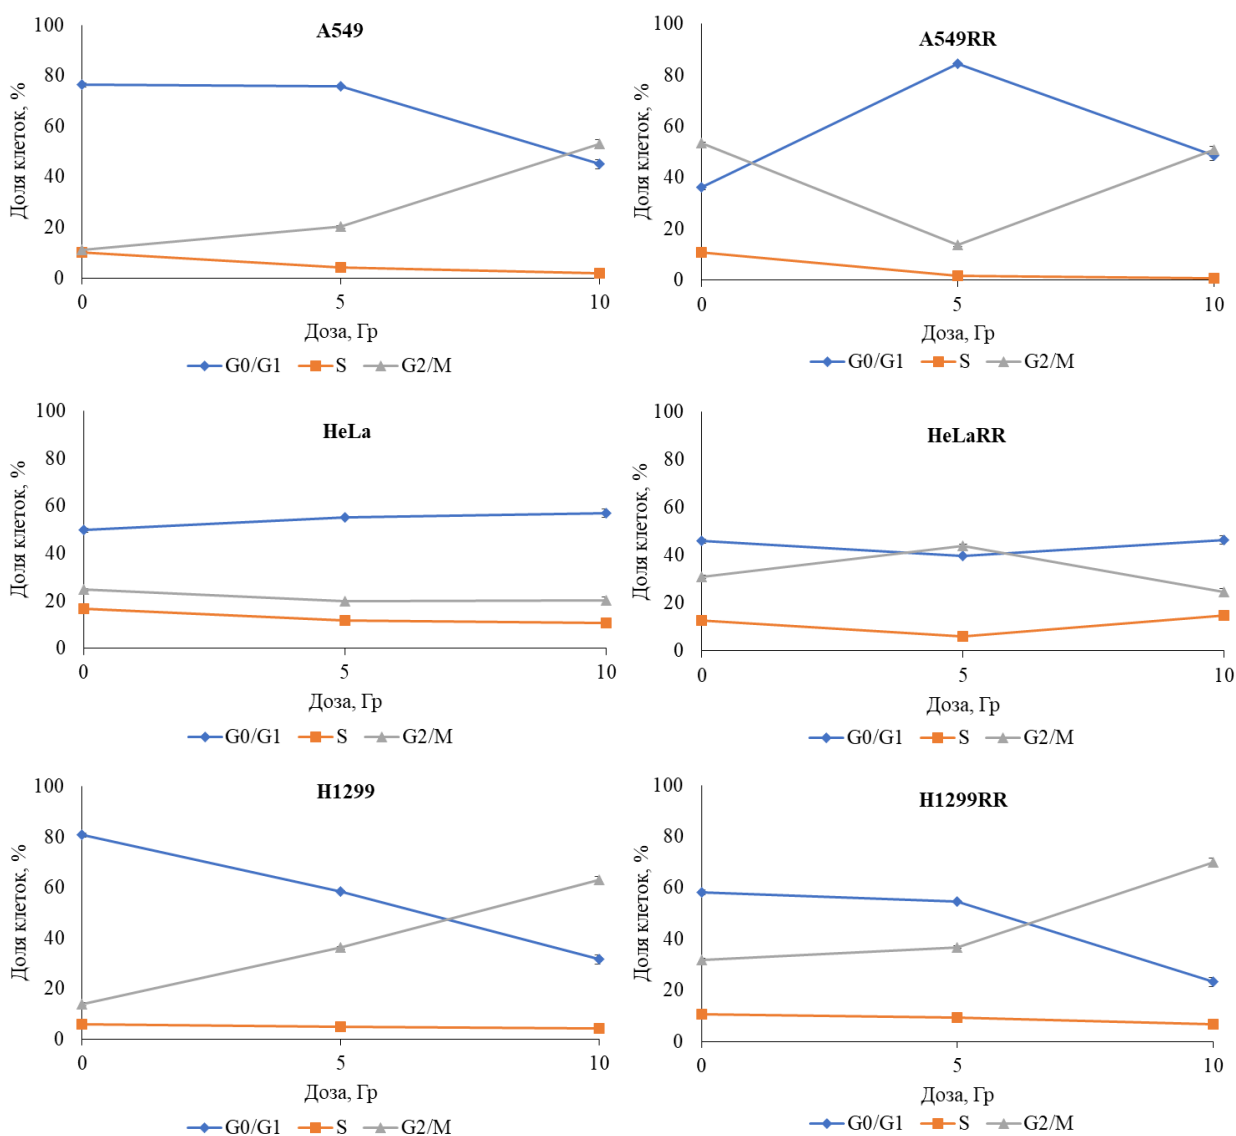 A549
Доля клеток, %
100
80
60
40
20
0
0 5 10
Доза, Гр
G0/G1 S G2/M
A549RR
Доля клеток, %
100
80
60
40
20
0
0 5 10
Доза, Гр
G0/G1 S G2/M
HeLa
Доля клеток, %
100
80
60
40
20
0
0 5 10
Доза, Гр
G0/G1 S G2/M
HeLaRR
Доля клеток, %
100
80
60
40
20
0
0 5 10
Доза, Гр
G0/G1 S G2/M
H1299
Доля клеток, %
100
80
60
40
20
0
0 5 10
Доза, Гр
G0/G1 S G2/M
H1299RR
Доля клеток, %
100
80
60
40
20
0
0 5 10
Доза, Гр
G0/G1 S G2/M